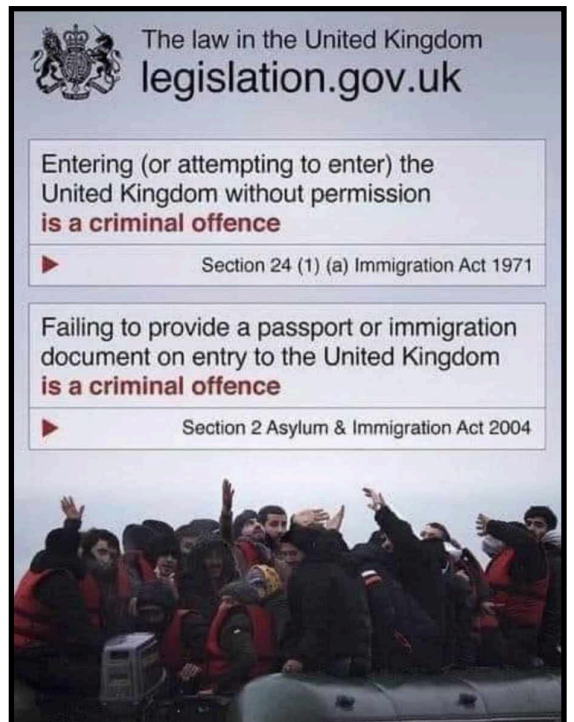 The law in the United Kingdom
legislation.gov.uk
Entering (or attempting to enter) the
United Kingdom without permission
is a criminal offence
Section 24 (1) (a) Immigration Act 1971
Failing to provide a passport or immigration
document on entry to the United Kingdom
is a criminal offence
Section 2 Asylum & Immigration Act 2004